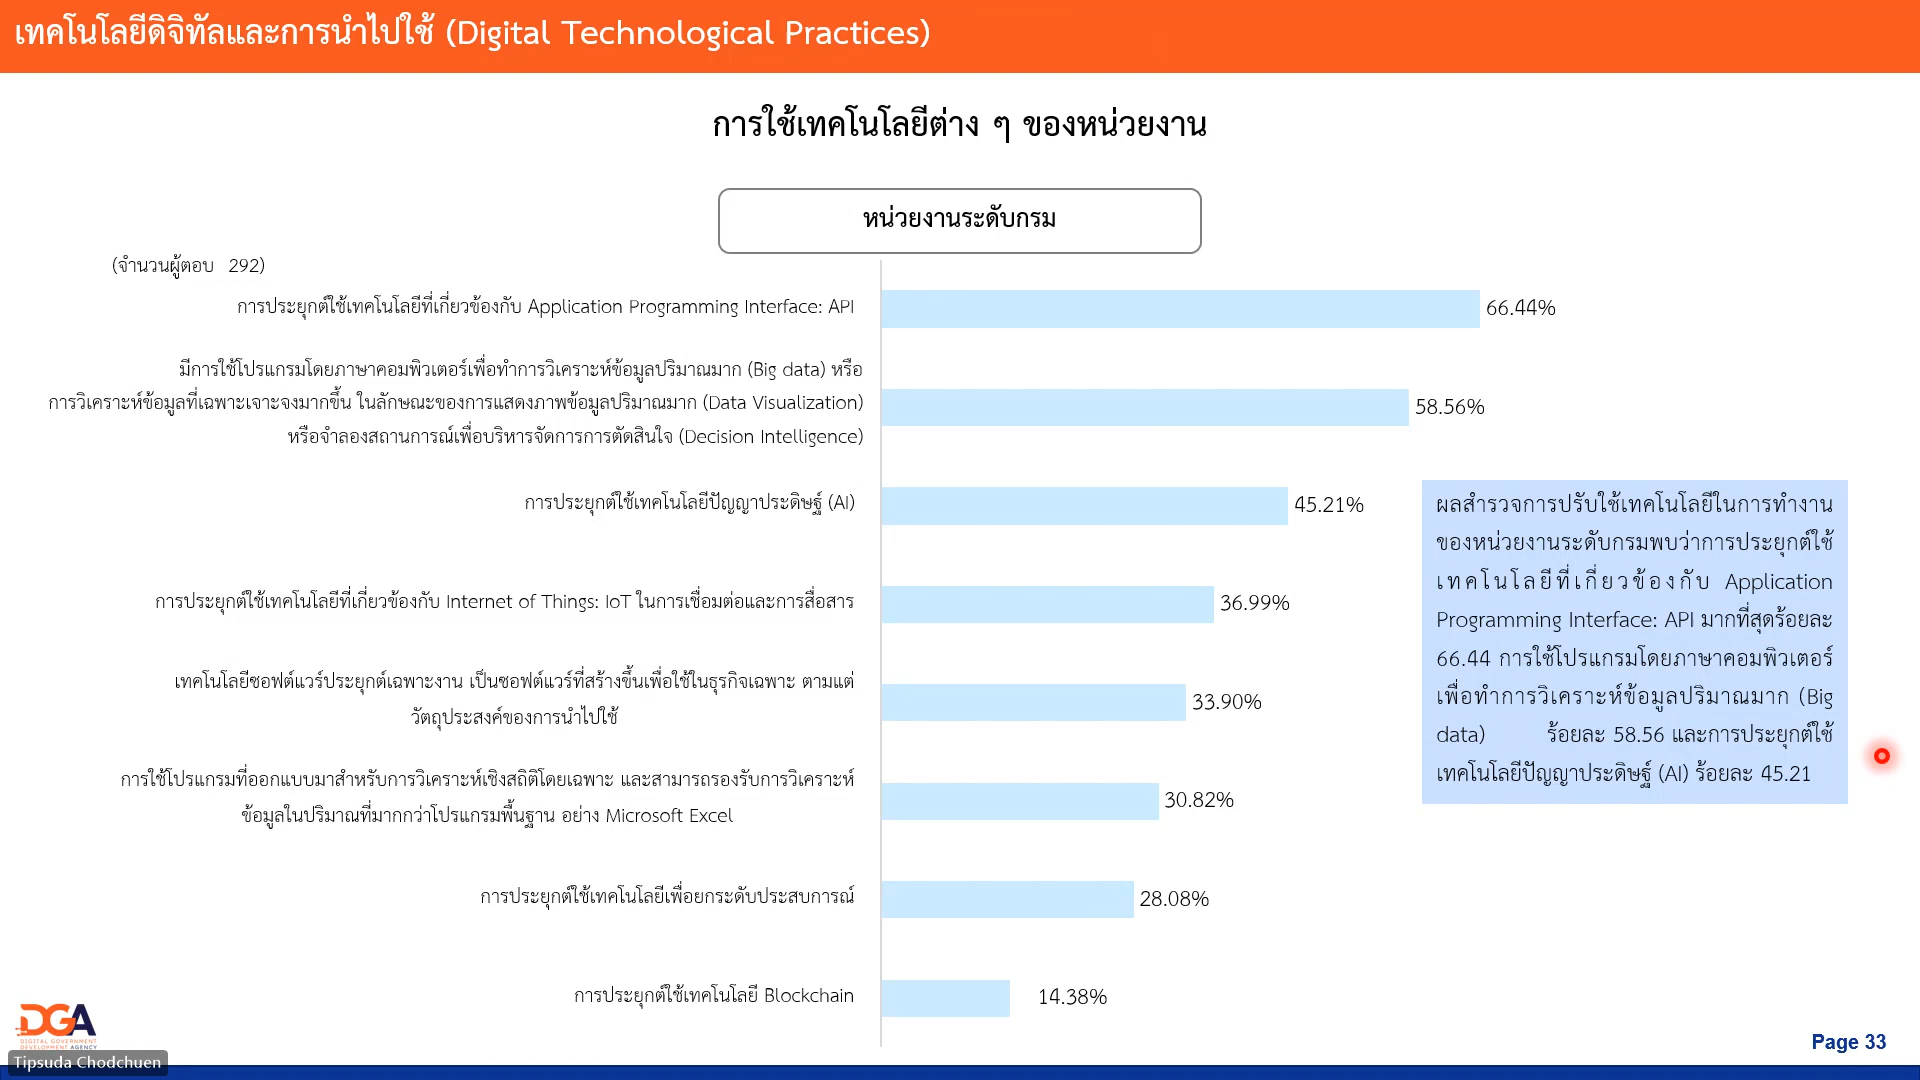 เทคโนโลยีดิจิทัลและการนำไปใช้ (Digital Technological Practices)
การใช้เทคโนโลยีต่าง ๆ ของหน่วยงาน
หน่วยงานระดับกรม
(จำนวนผู้ตอบ 292)
การประยุกต์ใช้เทคโนโลยีที่เกี่ยวข้องกับ Application Programming Interface: API
66.44%
มีการใช้โปรแกรมโดยภาษาคอมพิวเตอร์เพื่อทำการวิเคราะห์ข้อมูลปริมาณมาก (Big data) หรือ
การวิเคราะห์ข้อมูลที่เฉพาะเจาะจงมากขึ้น ในลักษณะของการแสดงภาพข้อมูลปริมาณมาก (Data Visualization)
หรือจำลองสถานการณ์เพื่อบริหารจัดการการตัดสินใจ (Decision Intelligence)
58.56%
การประยุกต์ใช้เทคโนโลยีปัญญาประดิษฐ์ (AI)
45.21%
การประยุกต์ใช้เทคโนโลยีที่เกี่ยวข้องกับ Internet of Things: IoT ในการเชื่อมต่อและการสื่อสาร
36.99%
เทคโนโลยีซอฟต์แวร์ประยุกต์เฉพาะงาน เป็นซอฟต์แวร์ที่สร้างขึ้นเพื่อใช้ในธุรกิจเฉพาะ ตามแต่
วัตถุประสงค์ของการนำไปใช้
33.90%
การใช้โปรแกรมที่ออกแบบมาสำหรับการวิเคราะห์เชิงสถิติโดยเฉพาะ และสามารถรองรับการวิเคราะห์
ข้อมูลในปริมาณที่มากกว่าโปรแกรมพื้นฐาน อย่าง Microsoft Excel
30.82%
การประยุกต์ใช้เทคโนโลยีเพื่อยกระดับประสบการณ์
28.08%
การประยุกต์ใช้เทคโนโลยี Blockchain
14.38%
ผลสำรวจการปรับใช้เทคโนโลยีในการทำงาน
ของหน่วยงานระดับกรมพบว่าการประยุกต์ใช้
เทคโนโลยีที่เกี่ยวข้องกับ Application
Programming Interface: API มากที่สุดร้อยละ
66.44 การใช้โปรแกรมโดยภาษาคอมพิวเตอร์
เพื่อทำการวิเคราะห์ข้อมูลปริมาณมาก (Big
data) ร้อยละ 58.56 และการประยุกต์ใช้
เทคโนโลยีปัญญาประดิษฐ์ (AI) ร้อยละ 45.21
DGA
DIGITAL GOVERNMENT
DEVELOPMENT AGENCY
Tipsuda Chodchuen
Page 33